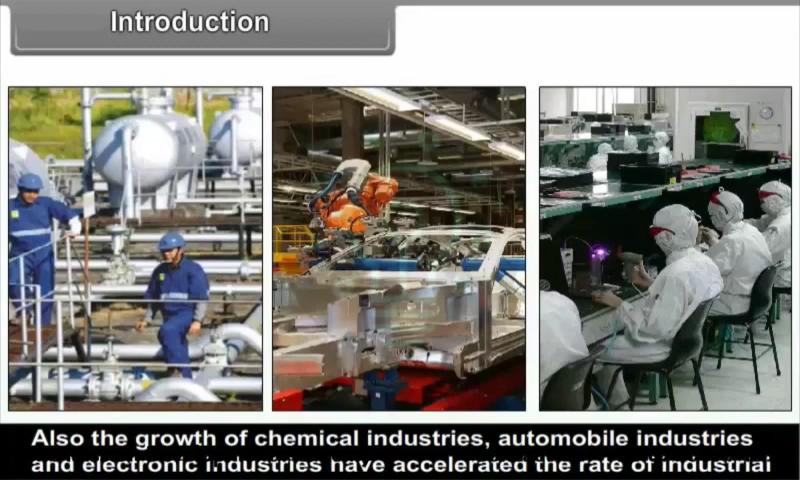 Introduction
Also the growth of chemical industries, automobile industries
and electronic industries have accelerated the rate of industrial